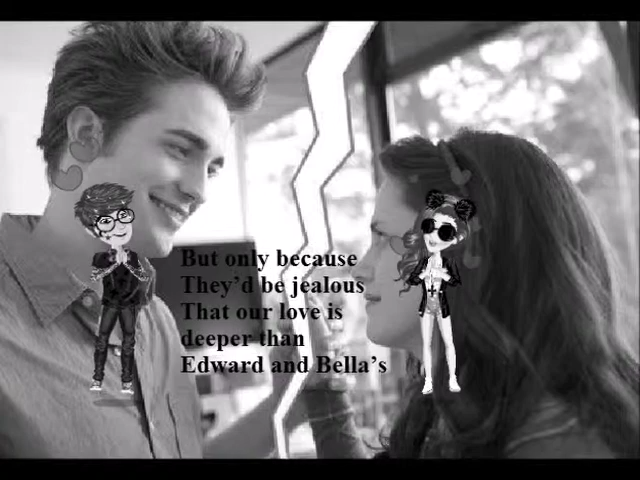 But only because
They'd be jealous
That our love is
deeper than
Edward and Bella's